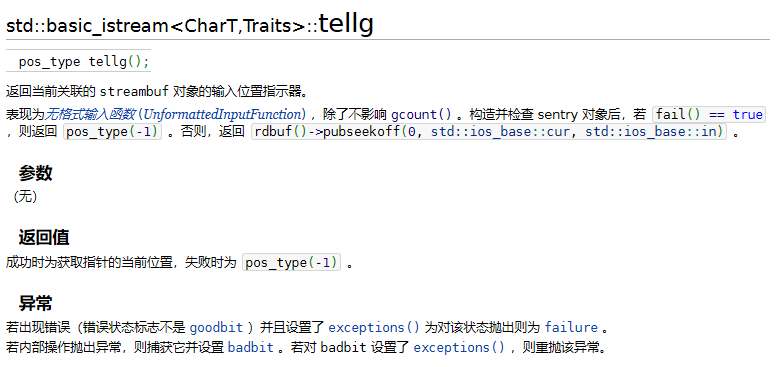 std::basic_istream<CharT,Traits>::tellg
pos_type tellg();
返回当前关联的 streambuf 对象的输入位置指示器。
表现为无格式输入函数 (UnformattedInputFunction) ，除了不影响 gcount() 。构造并检查 sentry 对象后，若 fail() == true
，则返回 pos_type(-1) 。否则，返回 rdbuf()->pubseekoff(0, std::ios_base::cur, std::ios_base::in) 。
参数
（无）
返回值
成功时为获取指针的当前位置，失败时为 pos_type(-1) 。
异常
若出现错误（错误状态标志不是 goodbit ）并且设置了 exceptions() 为对该状态抛出则为 failure 。
若内部操作抛出异常，则捕获它并设置 badbit 。若对 badbit 设置了 exceptions() ，则重抛该异常。